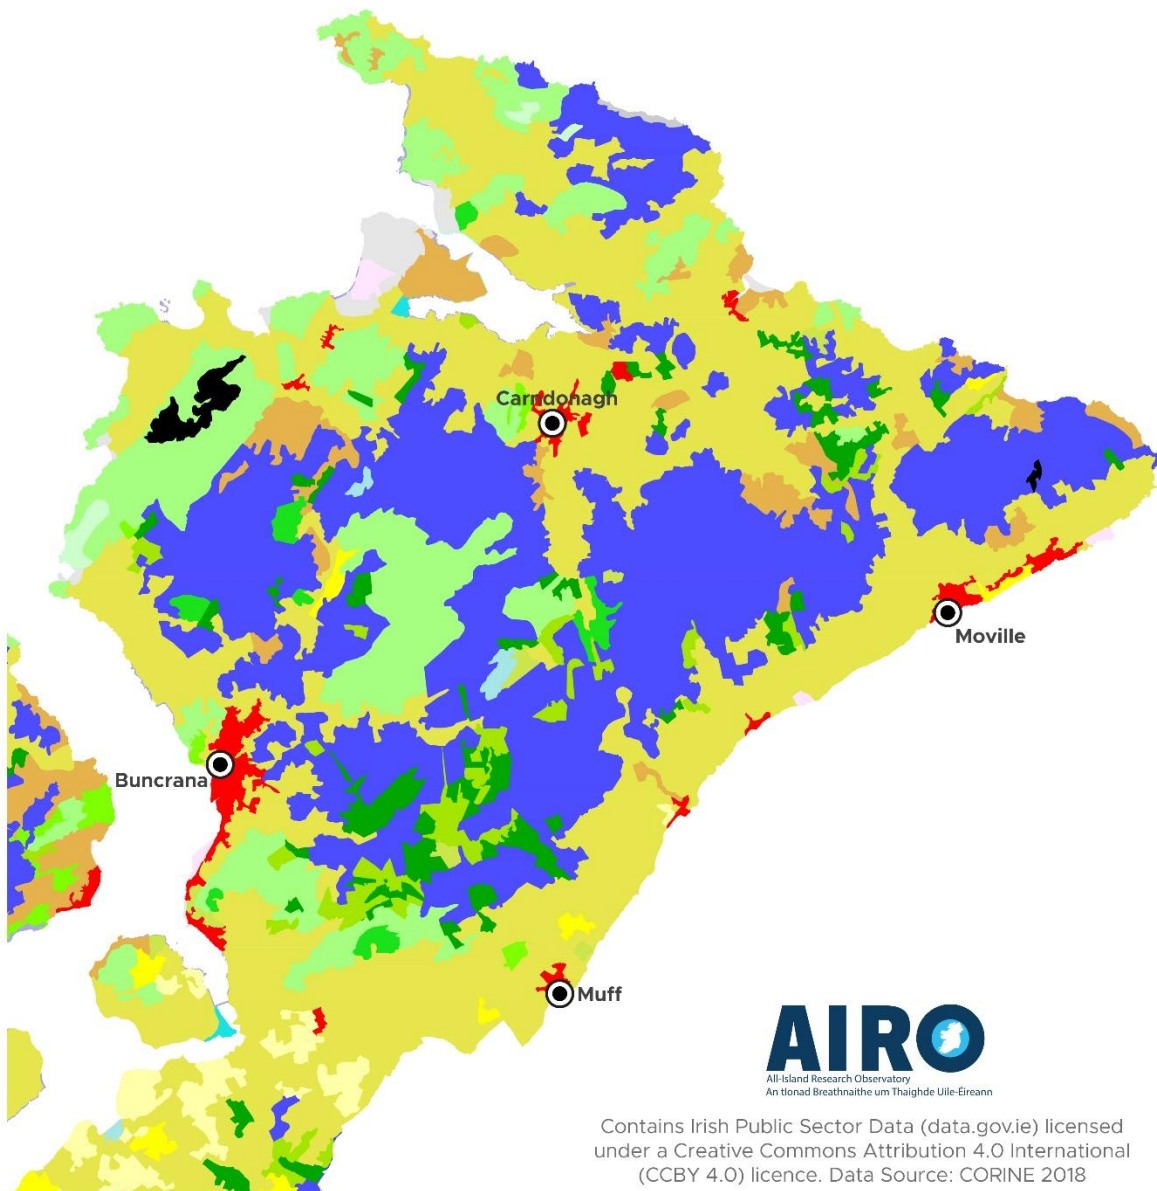 Carndonagh
Moville
Buncrana
Muff
AIRO
All-Island Research Observatory
An tIonad Breathnaithe um Thaighde Uile-Éireann
Contains Irish Public Sector Data (data.gov.ie) licensed
under a Creative Commons Attribution 4.0 International
(CCBY 4.0) licence. Data Source: CORINE 2018